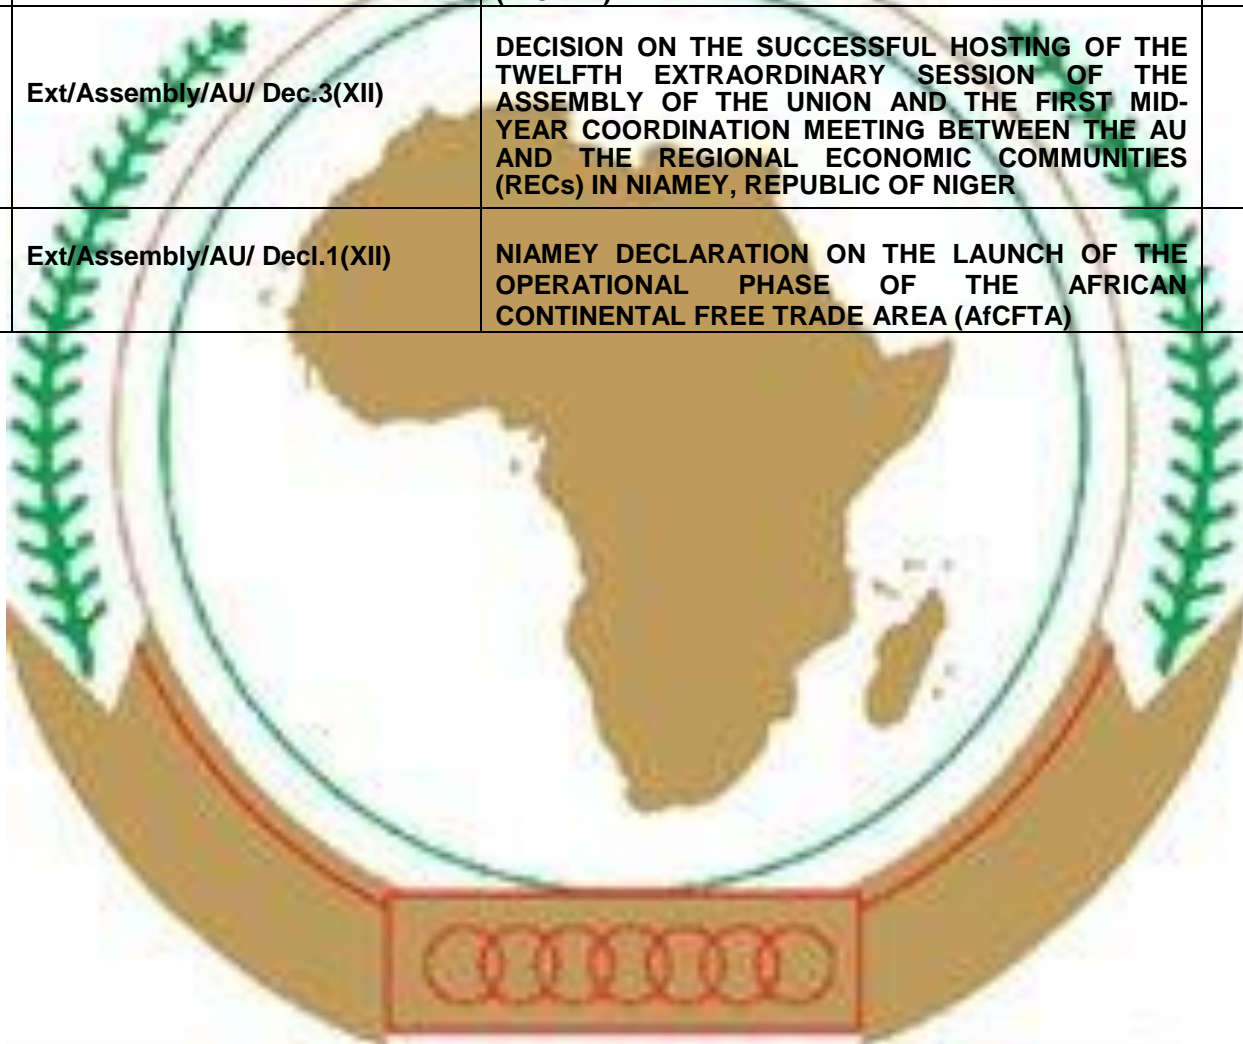 DECISION ON THE SUCCESSFUL HOSTING OF THE
TWELFTH EXTRAORDINARY SESSION OF THE
Ext/Assembly/AU/ Dec.3(XII)
ASSEMBLY OF THE UNION AND THE FIRST MID-
YEAR COORDINATION MEETING BETWEEN THE AU
AND THE REGIONAL ECONOMIC COMMUNITIES
(RECs) IN NIAMEY, REPUBLIC OF NIGER
Ext/Assembly/AU/ Decl.1(XII)
NIAMEY DECLARATION ON THE LAUNCH OF THE
OPERATIONAL PHASE OF THE AFRICAN
CONTINENTAL FREE TRADE AREA (AfCFTA)